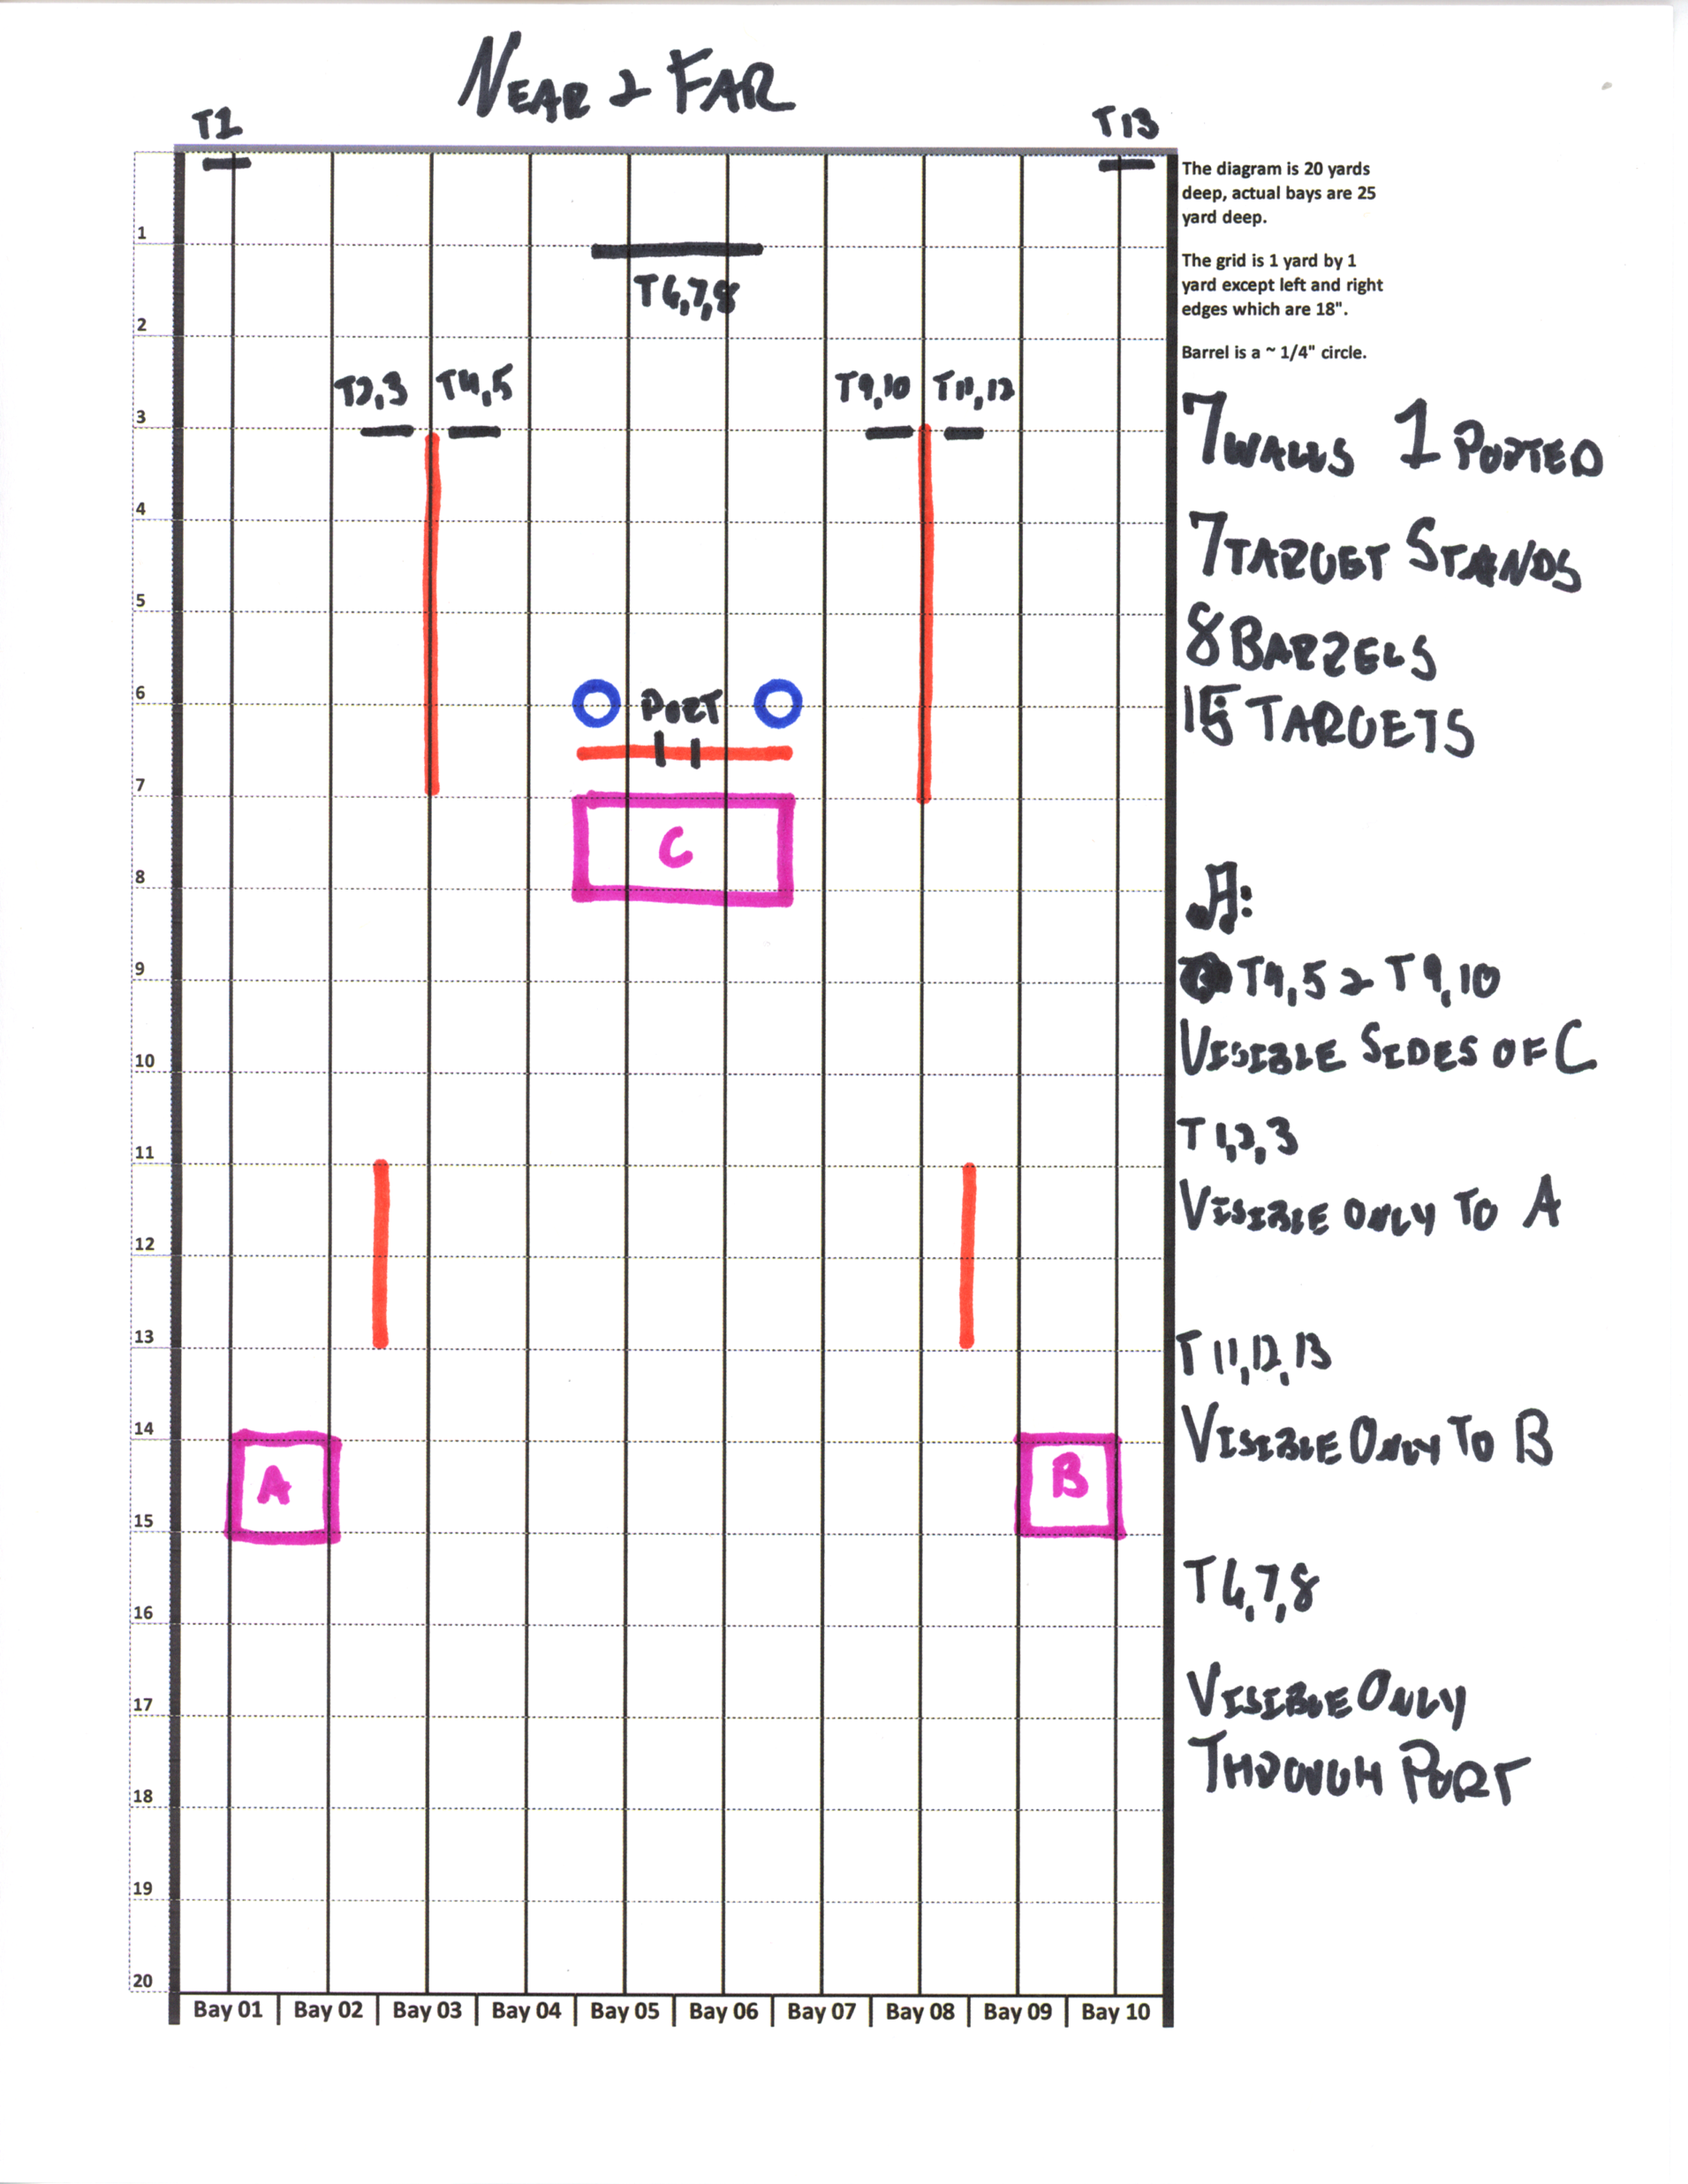 NEAR 2 FAR
T1
T13
The diagram is 20 yards
deep, actual bays are 25
yard deep.
The grid is 1 yard by 1
yard except left and right
edges which are 18".
Barrel is a ~ 1/4" circle.
1
T6,7,8
2
T2,3 T4,5 T9,10 T11,12
3
4
5
6
PORT
7
C
8
9
10
11
12
13
14
A
B
15
16
17
18
19
20
Bay 01 Bay 02 Bay 03 Bay 04 Bay 05 Bay 06 Bay 07 Bay 08 Bay 09 Bay 10
7 WALLS 1 PORTED
7 TARGET STANDS
8 BARRELS
15 TARGETS
T4,5 2 T9,10
VISIBLE SIDES OF C
T 1,2,3
VISIBLE ONLY TO A
T 11,12,13
VISIBLE ONLY TO B
T6,7,8
VISIBLE ONLY
THROUGH PORT